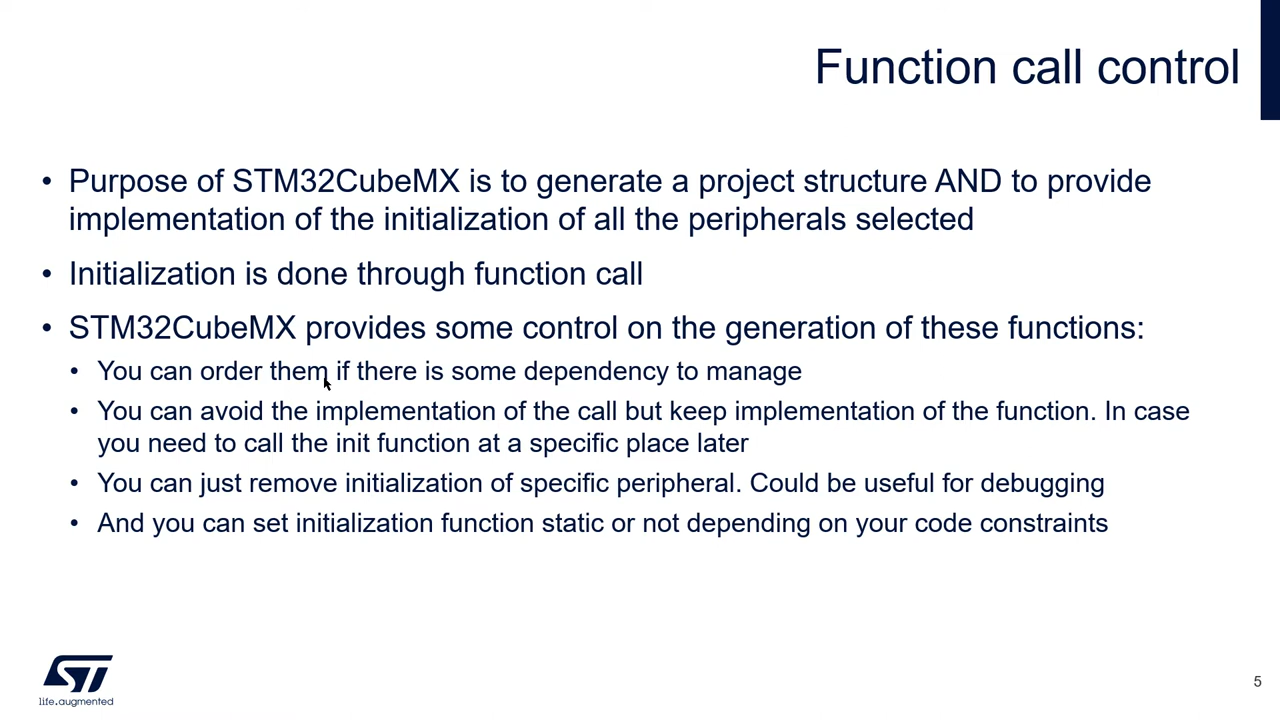 Function call control
• Purpose of STM32CubeMX is to generate a project structure AND to provide
implementation of the initialization of all the peripherals selected
• Initialization is done through function call
• STM32CubeMX provides some control on the generation of these functions:
• You can order them if there is some dependency to manage
• You can avoid the implementation of the call but keep implementation of the function. In case
you need to call the init function at a specific place later
• You can just remove initialization of specific peripheral. Could be useful for debugging
• And you can set initialization function static or not depending on your code constraints
ST
life.augmented
5